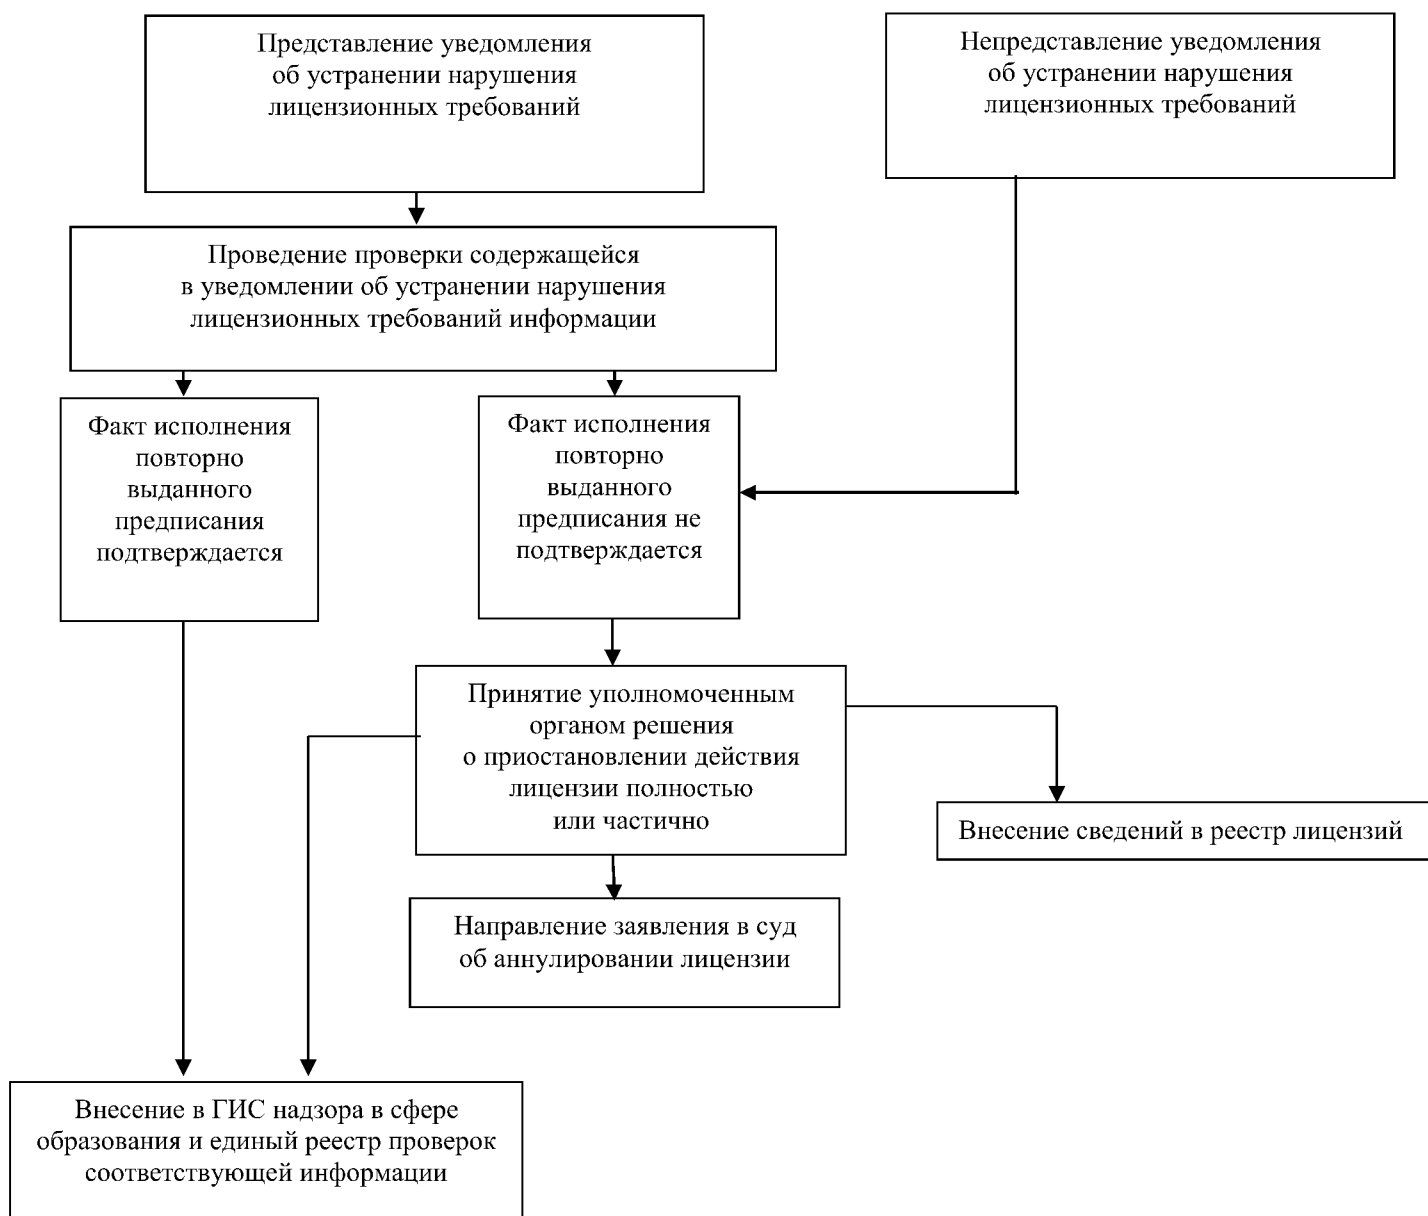 Представление уведомления
об устранении нарушения
лицензионных требований
Непредставление уведомления
об устранении нарушения
лицензионных требований
Проведение проверки содержащейся
в уведомлении об устранении нарушения
лицензионных требований информации
Факт исполнения
повторно
выданного
предписания
подтверждается
Факт исполнения
повторно
выданного
предписания не
подтверждается
Принятие уполномоченным
органом решения
о приостановлении действия
лицензии полностью
или частично
Внесение сведений в реестр лицензий
Направление заявления в суд
об аннулировании лицензии
Внесение в ГИС надзора в сфере
образования и единый реестр проверок
соответствующей информации